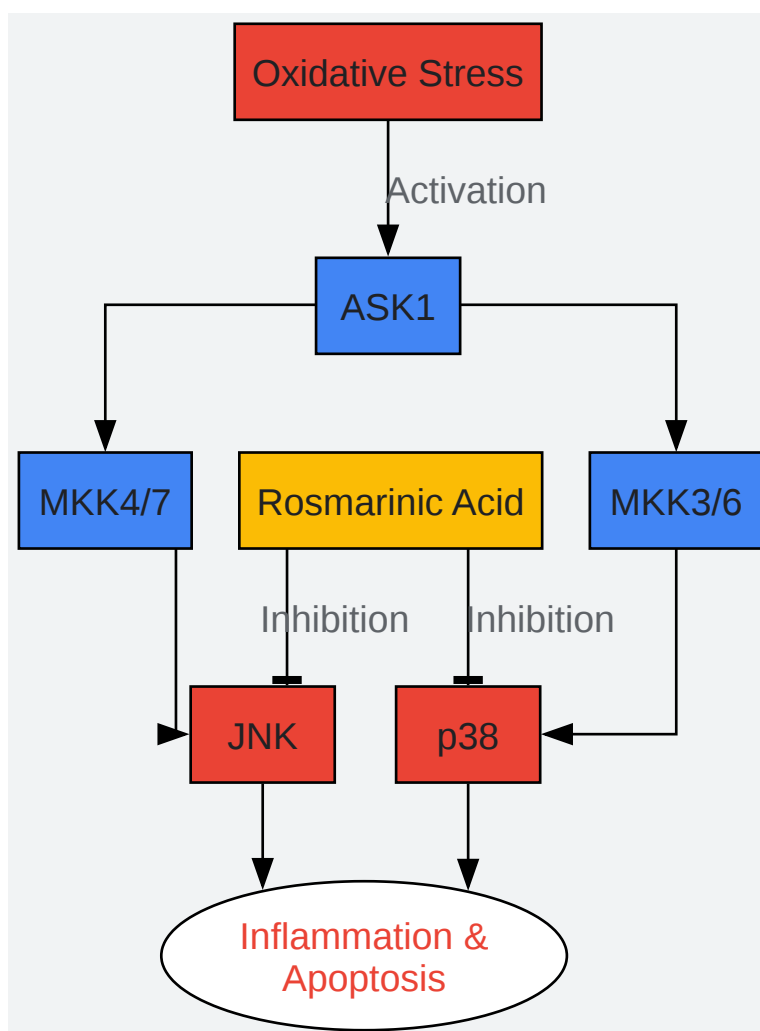 Oxidative Stress
Activation
ASK1
MKK4/7
Rosmarinic Acid
MKK3/6
Inhibition
Inhibition
JNK
p38
Inflammation &
Apoptosis